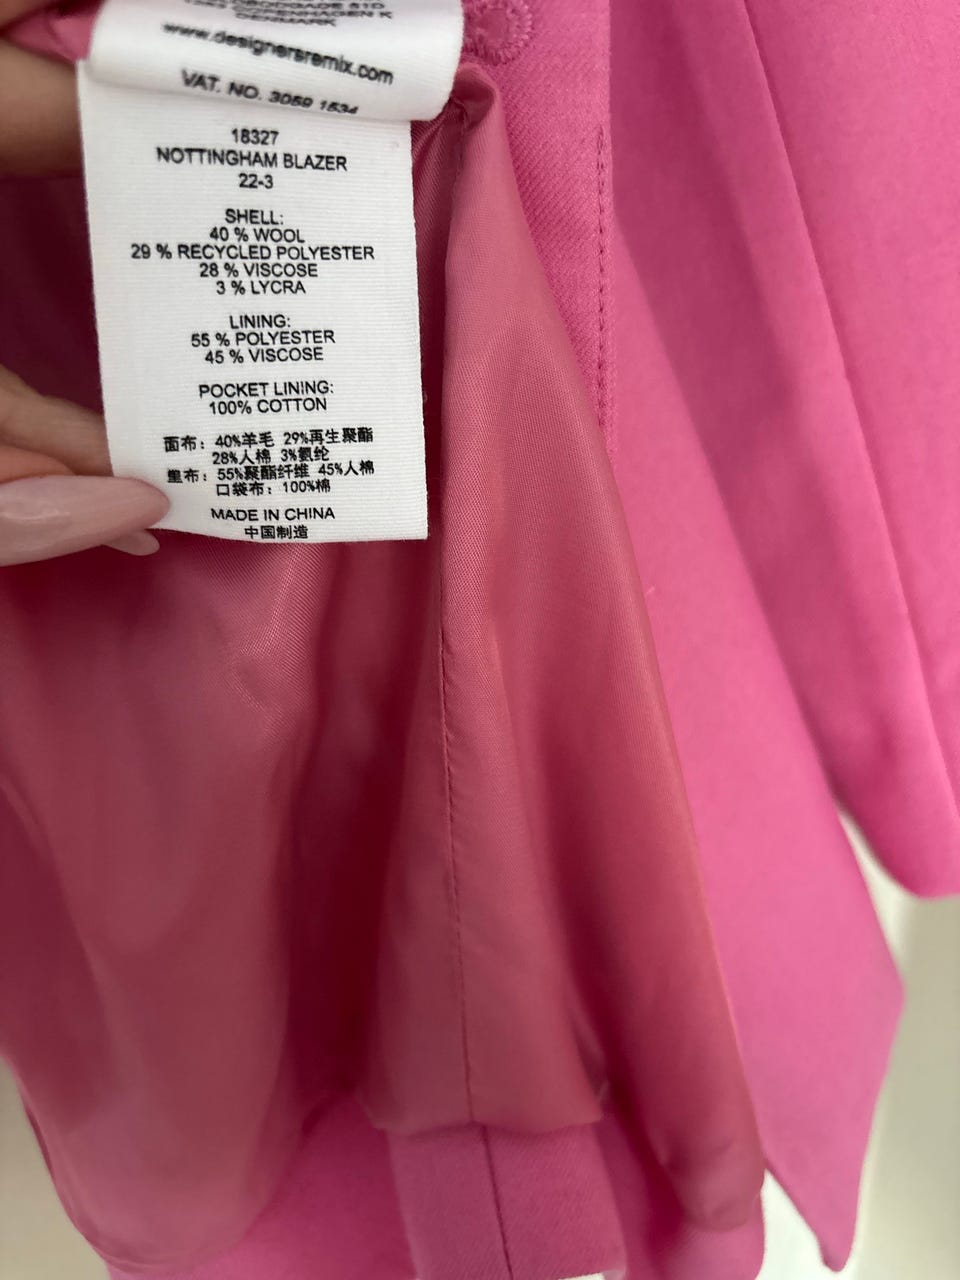 DENMARK
www.designersremix.com
VAT. NO. 3059 1534
18327
NOTTINGHAM BLAZER
22-3
SHELL:
40 % WOOL
29 % RECYCLED POLYESTER
28 % VISCOSE
3 % LYCRA
LINING:
55 % POLYESTER
45 % VISCOSE
POCKET LINING:
100% COTTON
面布：40%羊毛 29%再生聚酯
28%人棉 3%氨纶
里布：55%聚酯纤维 45%人棉
口袋布：100%棉
MADE IN CHINA
中国制造